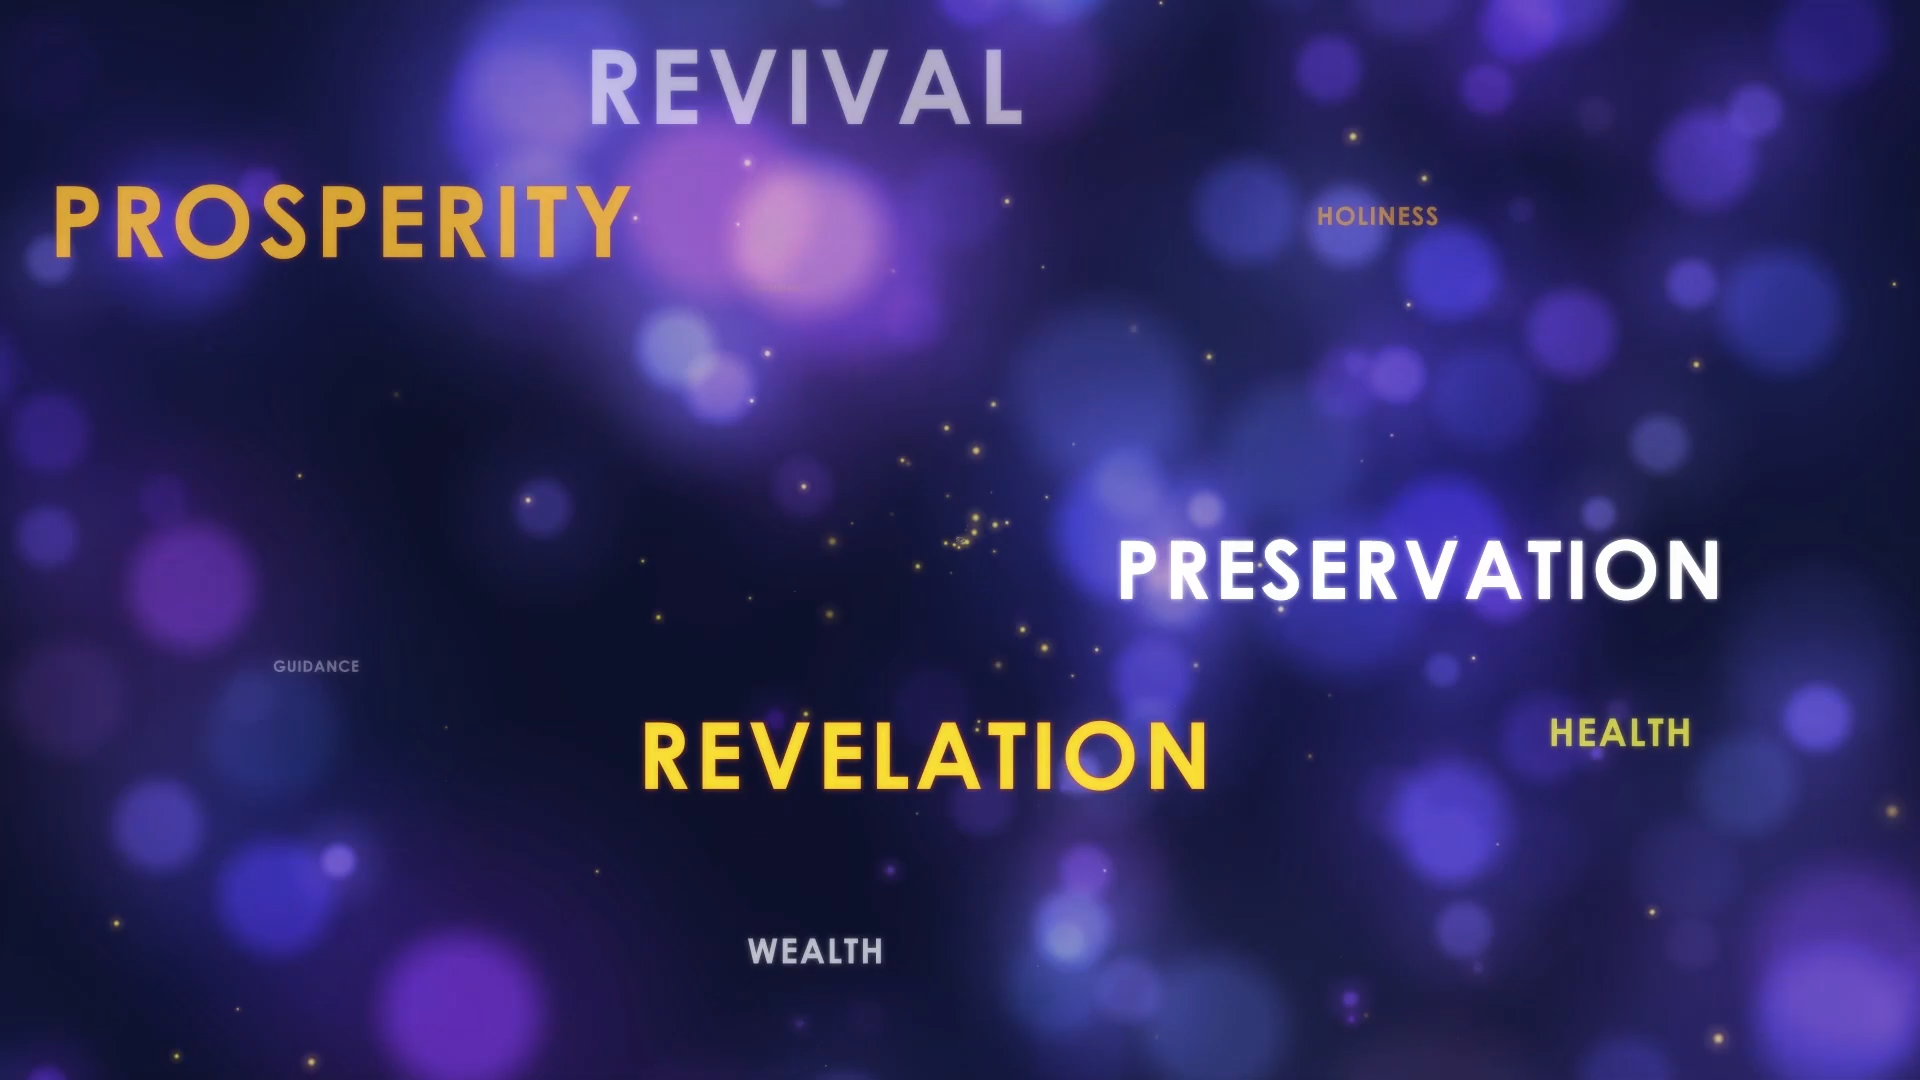 REVIVAL
PROSPERITY
HOLINESS
PRESERVATION
GUIDANCE
REVELATION
HEALTH
WEALTH